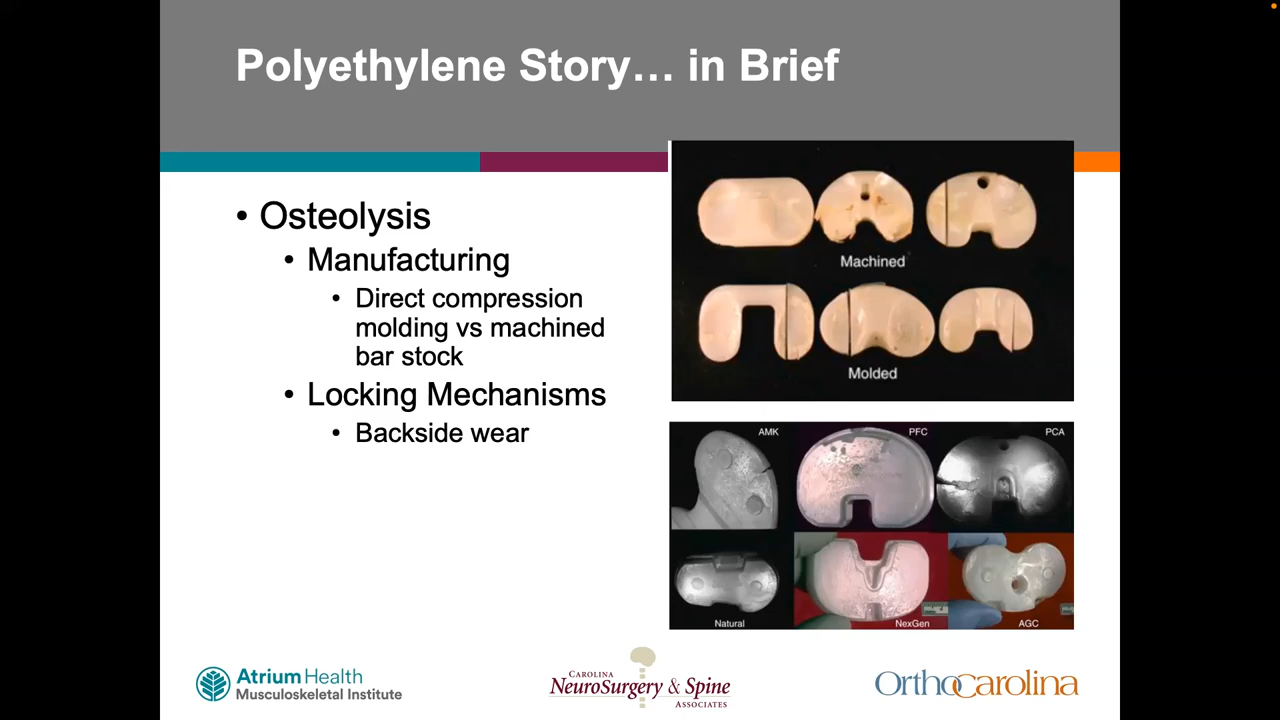 Polyethylene Story… in Brief
• Osteolysis
• Manufacturing
• Direct compression
molding vs machined
bar stock
• Locking Mechanisms
• Backside wear
Machined
Molded
AMK
PFC
PCA
Natural
NexGen
AGC
Atrium Health
Musculoskeletal Institute
CAROLINA
NEUROSURGERY & SPINE
ASSOCIATES
OrthoCarolina